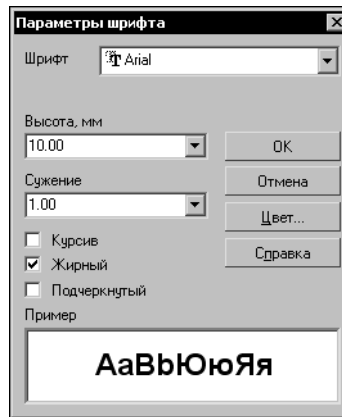 Параметры шрифта
Шрифт
Arial
Высота, мм
10.00
OK
Сужение
Отмена
1.00
Цвет...
Курсив
Справка
Жирный
Подчеркнутый
Пример
АаBbЮюЯя